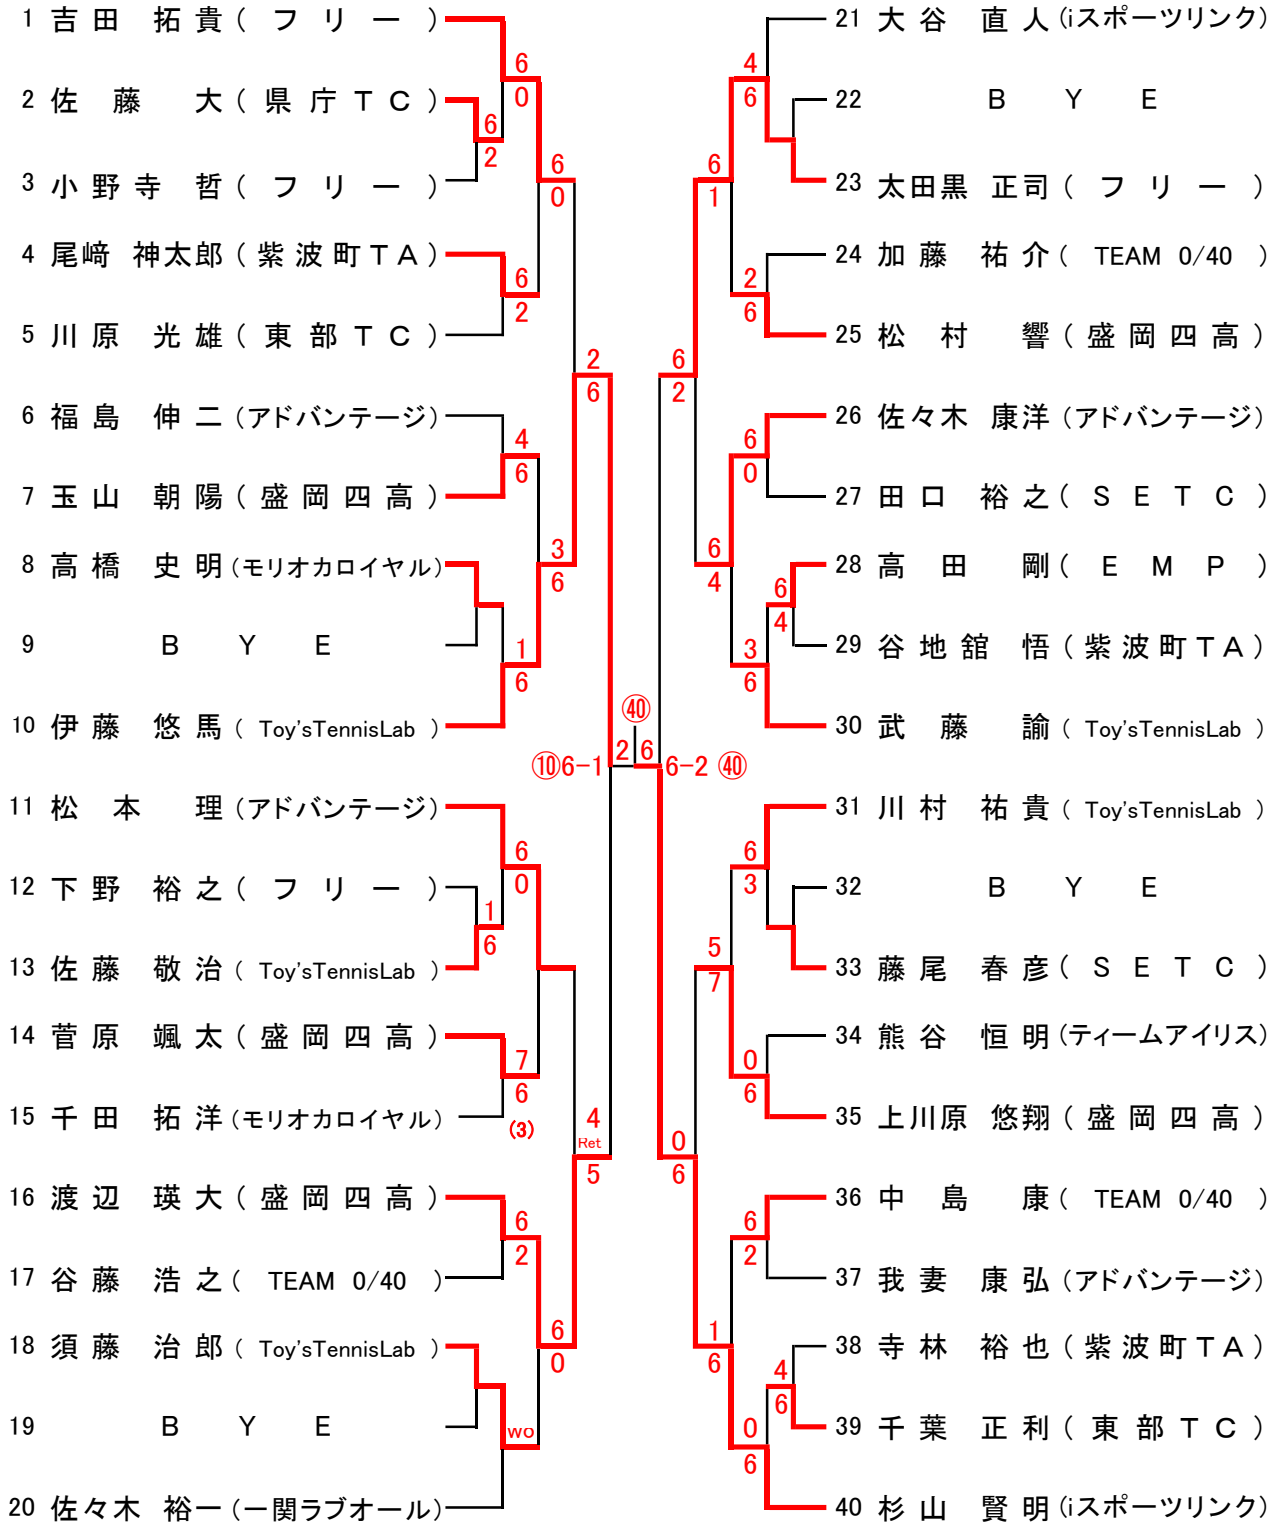 1 吉田 拓貴 ( フリー )
6
0
2 佐藤 大 ( 県庁TC )
6
2
3 小野寺 哲 ( フリー )
6
0
4 尾﨑 神太郎 ( 紫波町TA )
6
2
5 川原 光雄 ( 東部TC )
2
6
6 福島 伸二 (アドバンテージ)
4
6
7 玉山 朝陽 ( 盛岡四高 )
3
6
8 高橋 史明 (モリオカロイヤル)
9 BYE
1
6
10 伊藤 悠馬 ( Toy'sTennisLab )
⑩6-1
11 松本 理 (アドバンテージ)
6
0
12 下野 裕之 ( フリー )
1
6
13 佐藤 敬治 ( Toy'sTennisLab )
14 菅原 颯太 ( 盛岡四高 )
7
6
(3)
15 千田 拓洋 (モリオカロイヤル)
4
Ret
5
16 渡辺 瑛大 ( 盛岡四高 )
6
2
17 谷藤 浩之 ( TEAM 0/40 )
6
0
18 須藤 治郎 ( Toy'sTennisLab )
19 BYE
WO
20 佐々木 裕一 (一関ラブオール)
㊵
2 6
6-2 ㊵
21 大谷 直人 (iスポーツリンク)
4
6
22 BYE
23 太田黒 正司 ( フリー )
6
1
24 加藤 祐介 ( TEAM 0/40 )
2
6
25 松村 響 ( 盛岡四高 )
6
2
26 佐々木 康洋 (アドバンテージ)
6
0
27 田口 裕之 ( SETC )
6
4
28 高田 剛 ( EMP )
6
4
29 谷地舘 悟 ( 紫波町TA )
3
6
30 武藤 諭 ( Toy'sTennisLab )
31 川村 祐貴 ( Toy'sTennisLab )
6
3
32 BYE
33 藤尾 春彦 ( SETC )
5
7
34 熊谷 恒明 (ティームアイリス)
0
6
35 上川原 悠翔 ( 盛岡四高 )
0
6
36 中島 康 ( TEAM 0/40 )
6
2
37 我妻 康弘 (アドバンテージ)
1
6
38 寺林 裕也 ( 紫波町TA )
4
6
39 千葉 正利 ( 東部TC )
0
6
40 杉山 賢明 (iスポーツリンク)